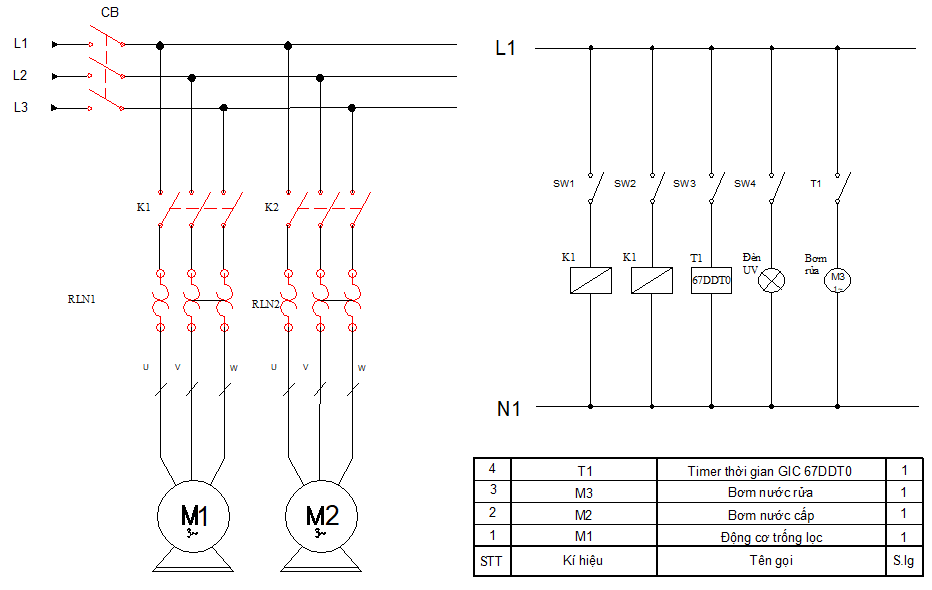 CB
L1
L2
L3
K1
K2
RLN1
RLN2
U V W U V W
M1
3~
M2
3~
L1
SW1 SW2 SW3 SW4 T1
K1 K1 T1 Đèn UV Bơm rửa
67DDT0
M3
1~
N1
4 T1 Timer thời gian GIC 67DDT0 1
3 M3 Bơm nước rửa 1
2 M2 Bơm nước cấp 1
1 M1 Động cơ trống lọc 1
STT Kí hiệu Tên gọi S.lg